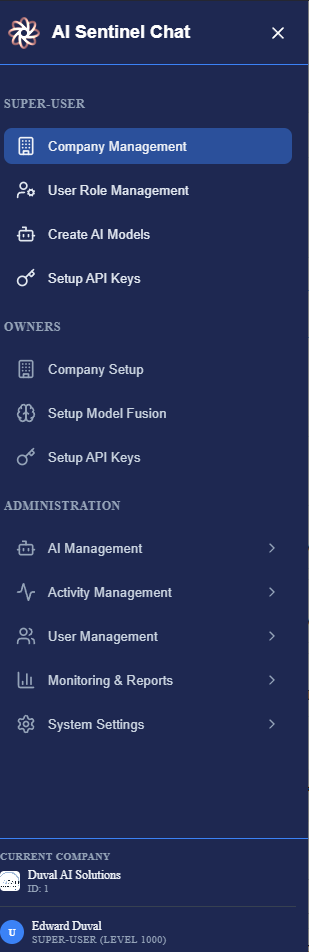 AI Sentinel Chat
SUPER-USER
Company Management
User Role Management
Create AI Models
Setup API Keys
OWNERS
Company Setup
Setup Model Fusion
Setup API Keys
ADMINISTRATION
AI Management
Activity Management
User Management
Monitoring & Reports
System Settings
CURRENT COMPANY
Duval AI Solutions
ID: 1
U
Edward Duval
SUPER-USER (LEVEL 1000)